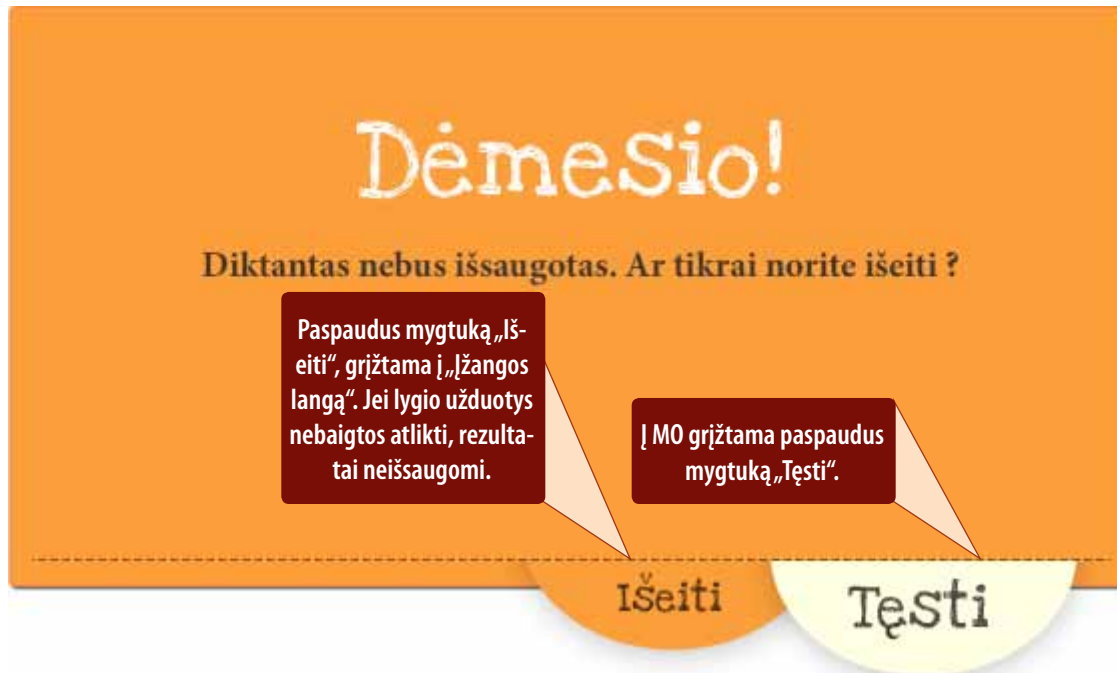 Dėmesio!
Diktantas nebus išsaugotas. Ar tikrai norite išeiti ?
Paspaudus mygtuką „Iš-
eiti“, grįžtama į „Įžangos
langą“. Jei lygio užduotys
nebaigtos atlikti, rezulta-
tai neišsaugomi.
Į MO grįžtama paspaudus
mygtuką „Tęsti“.
Išeiti
Tęsti